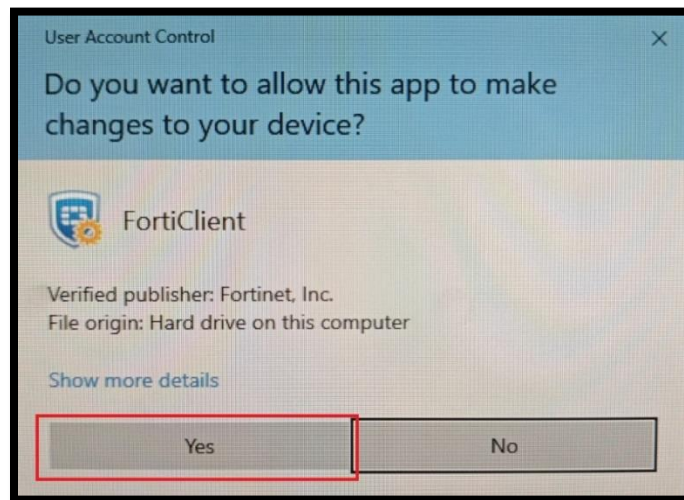 User Account Control
Do you want to allow this app to make
changes to your device?
FortiClient
Verified publisher: Fortinet, Inc.
File origin: Hard drive on this computer
Show more details
Yes
No